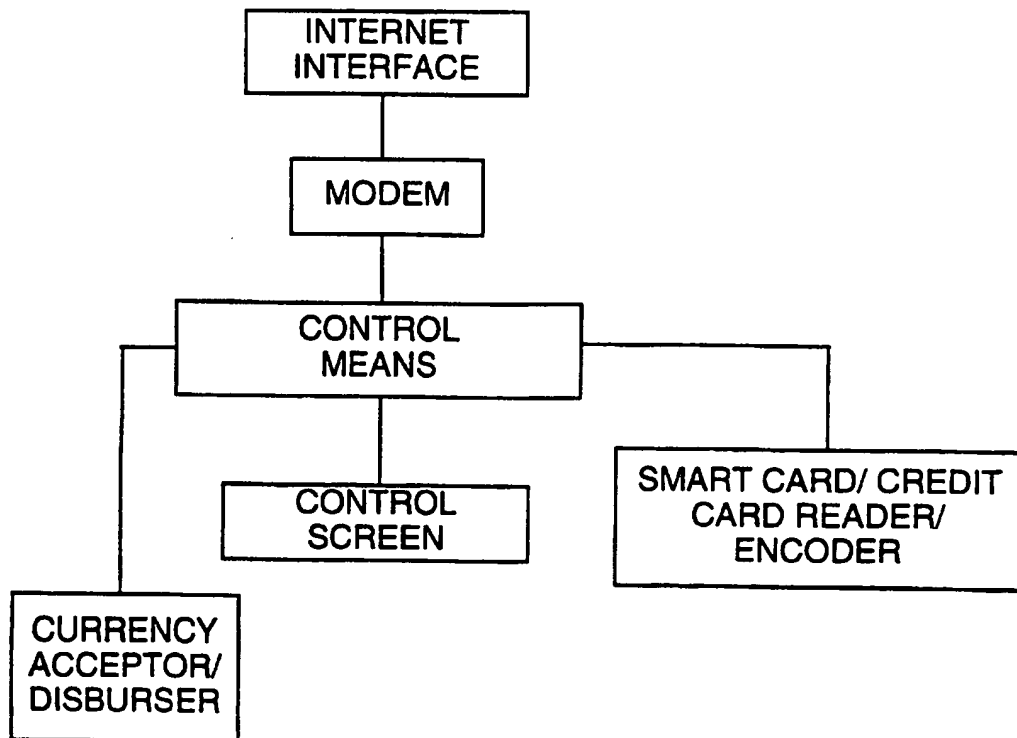 INTERNET
INTERFACE
MODEM
CONTROL
MEANS
CONTROL
SCREEN
SMART CARD/ CREDIT
CARD READER/
ENCODER
CURRENCY
ACCEPTOR/
DISBURSER